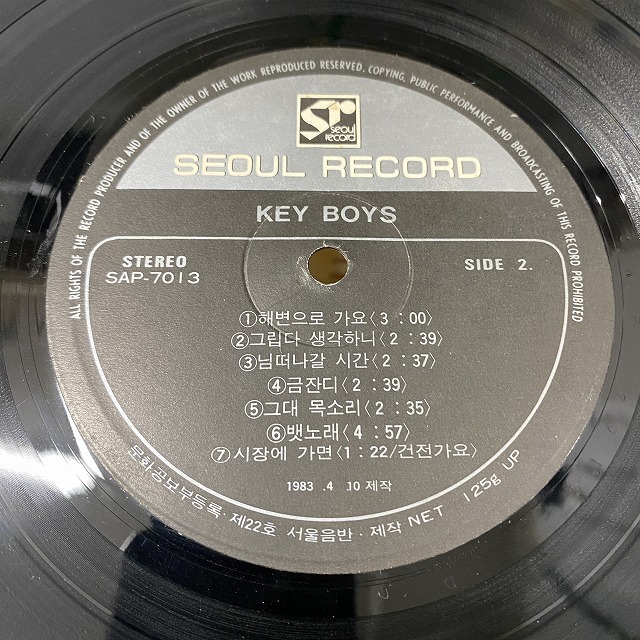 ALL RIGHTS OF THE RECORD PRODUCER AND OF THE OWNER OF THE WORK REPRODUCED RESERVED. COPYING, PUBLIC PERFORMANCE AND BROADCASTING OF THIS RECORD PROHIBITED
Sr
seoul
record
SEOUL RECORD
KEY BOYS
STEREO
SAP-7013
SIDE 2.
①해변으로 가요〈3 : 00〉
②그립다 생각하니〈2 : 39〉
③님떠나갈 시간〈2 : 37〉
④금잔디〈2 : 39〉
⑤그대 목소리〈2 : 35〉
⑥뱃노래〈4 : 57〉
⑦시장에 가면〈1 : 22/건전가요〉
1983 .4 .10 제작
문화공보부등록·제22호 서울음반·제작 NET 125g UP